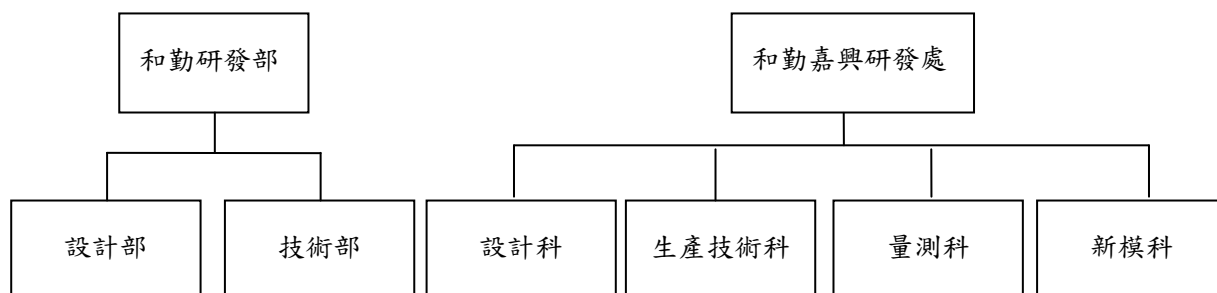 和勤研發部
和勤嘉興研發處
設計部
技術部
設計科
生產技術科
量測科
新模科